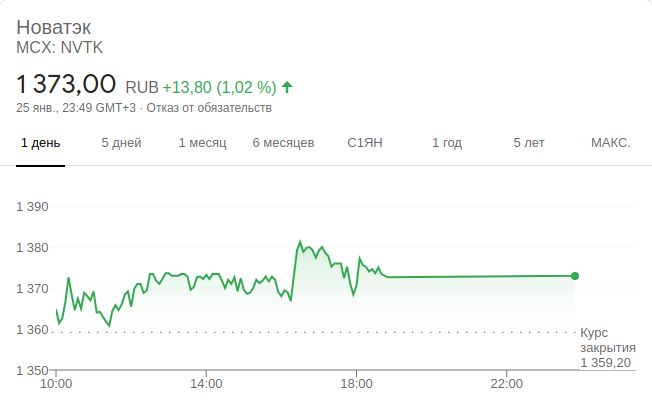 Новатэк
MCX: NVTK
1 373,00 RUB +13,80 (1,02 %)
25 янв., 23:49 GMT+3 · Отказ от обязательств
1 день 5 дней 1 месяц 6 месяцев С1ЯН 1 год 5 лет МАКС.
1 390
1 380
1 370
1 360
Курс
закрытия
1 359,20
1 350
10:00 14:00 18:00 22:00